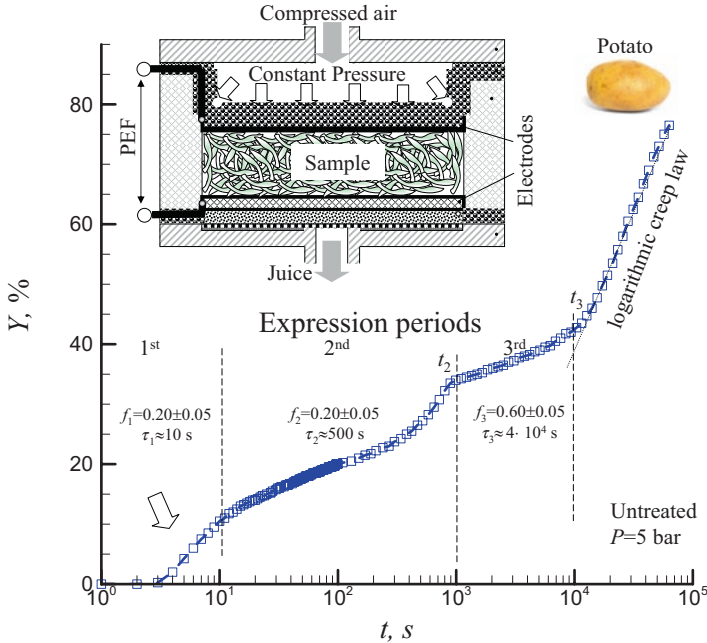 Compressed air
Potato
Constant Pressure
PEF
Sample
Electrodes
Juice
logarithmic creep law
Expression periods
1st
2nd
3rd
t2
t3
f1=0.20±0.05
τ1≈10 s
f2=0.20±0.05
τ2≈500 s
f3=0.60±0.05
τ3≈4· 10⁴ s
Untreated
P=5 bar
Y, %
80
60
40
20
0
10⁰
10¹
10²
10³
10⁴
10⁵
t, s